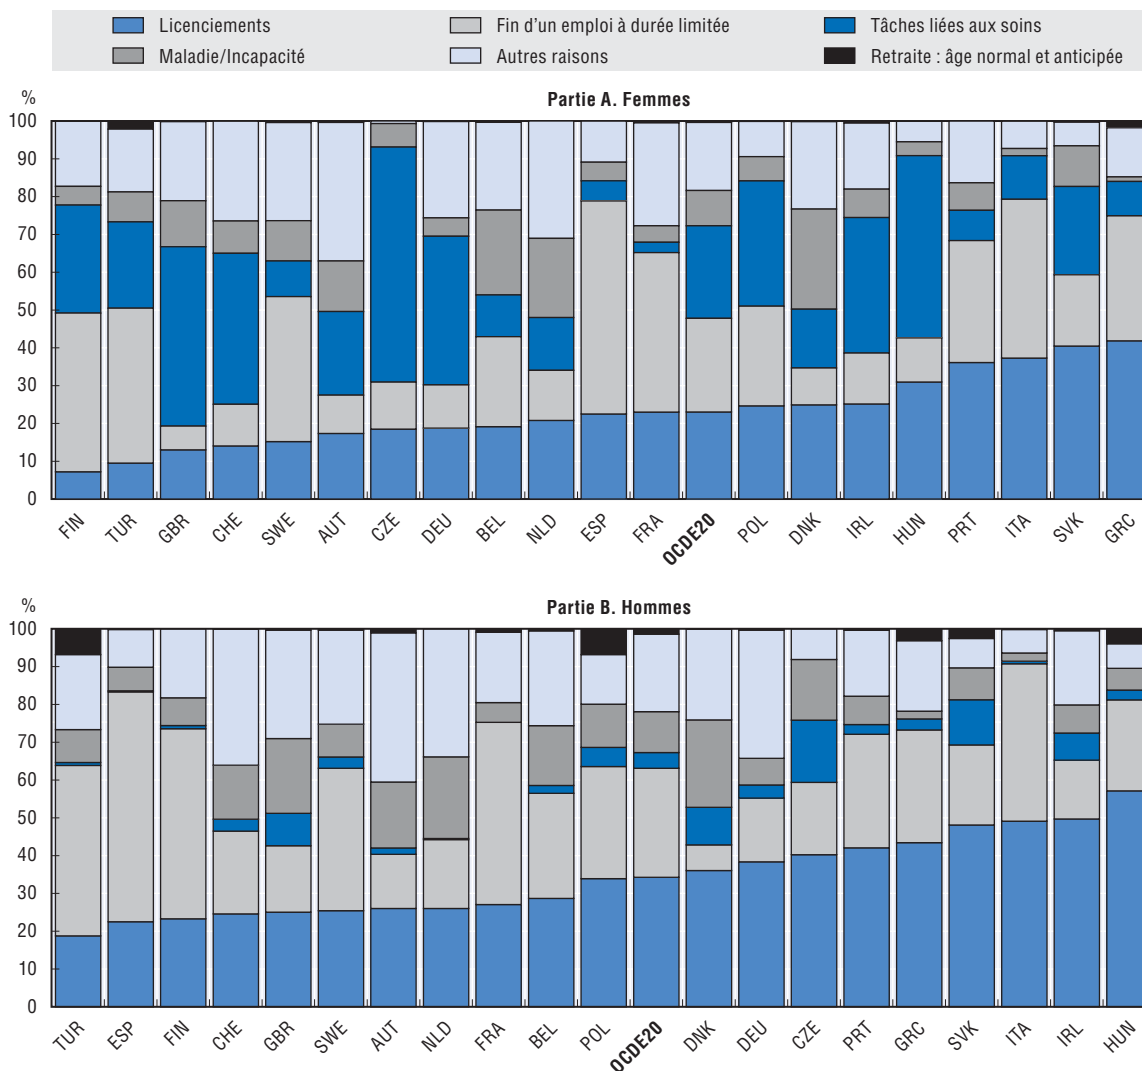 Licenciements
Fin d'un emploi à durée limitée
Tâches liées aux soins
Maladie/Incapacité
Autres raisons
Retraite : âge normal et anticipée
%
Partie A. Femmes
100
90
80
70
60
50
40
30
20
10
0
FIN TUR GBR CHE SWE AUT CZE DEU BEL NLD ESP FRA OCDE20 POL DNK IRL HUN PRT ITA SVK GRC
%
Partie B. Hommes
100
90
80
70
60
50
40
30
20
10
0
TUR ESP FIN CHE GBR SWE AUT NLD FRA BEL POL OCDE20 DNK DEU CZE PRT GRC SVK ITA IRL HUN